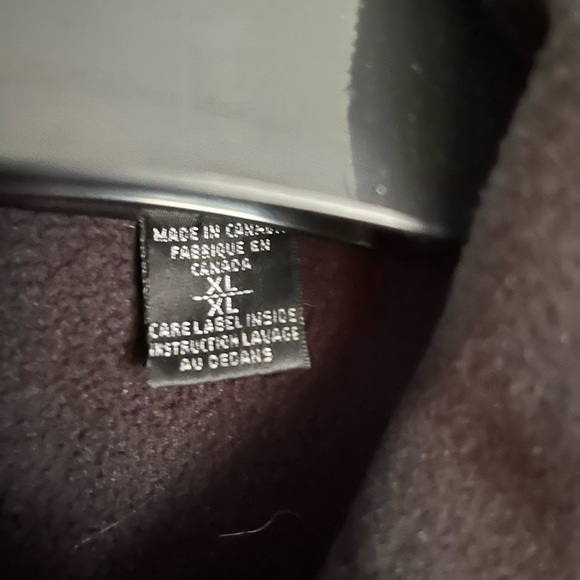 MADE IN CANADA
FABRIQUE EN
CANADA
XL
XL
CARE LABEL INSIDE
INSTRUCTION LAVAGE
AU DEDANS